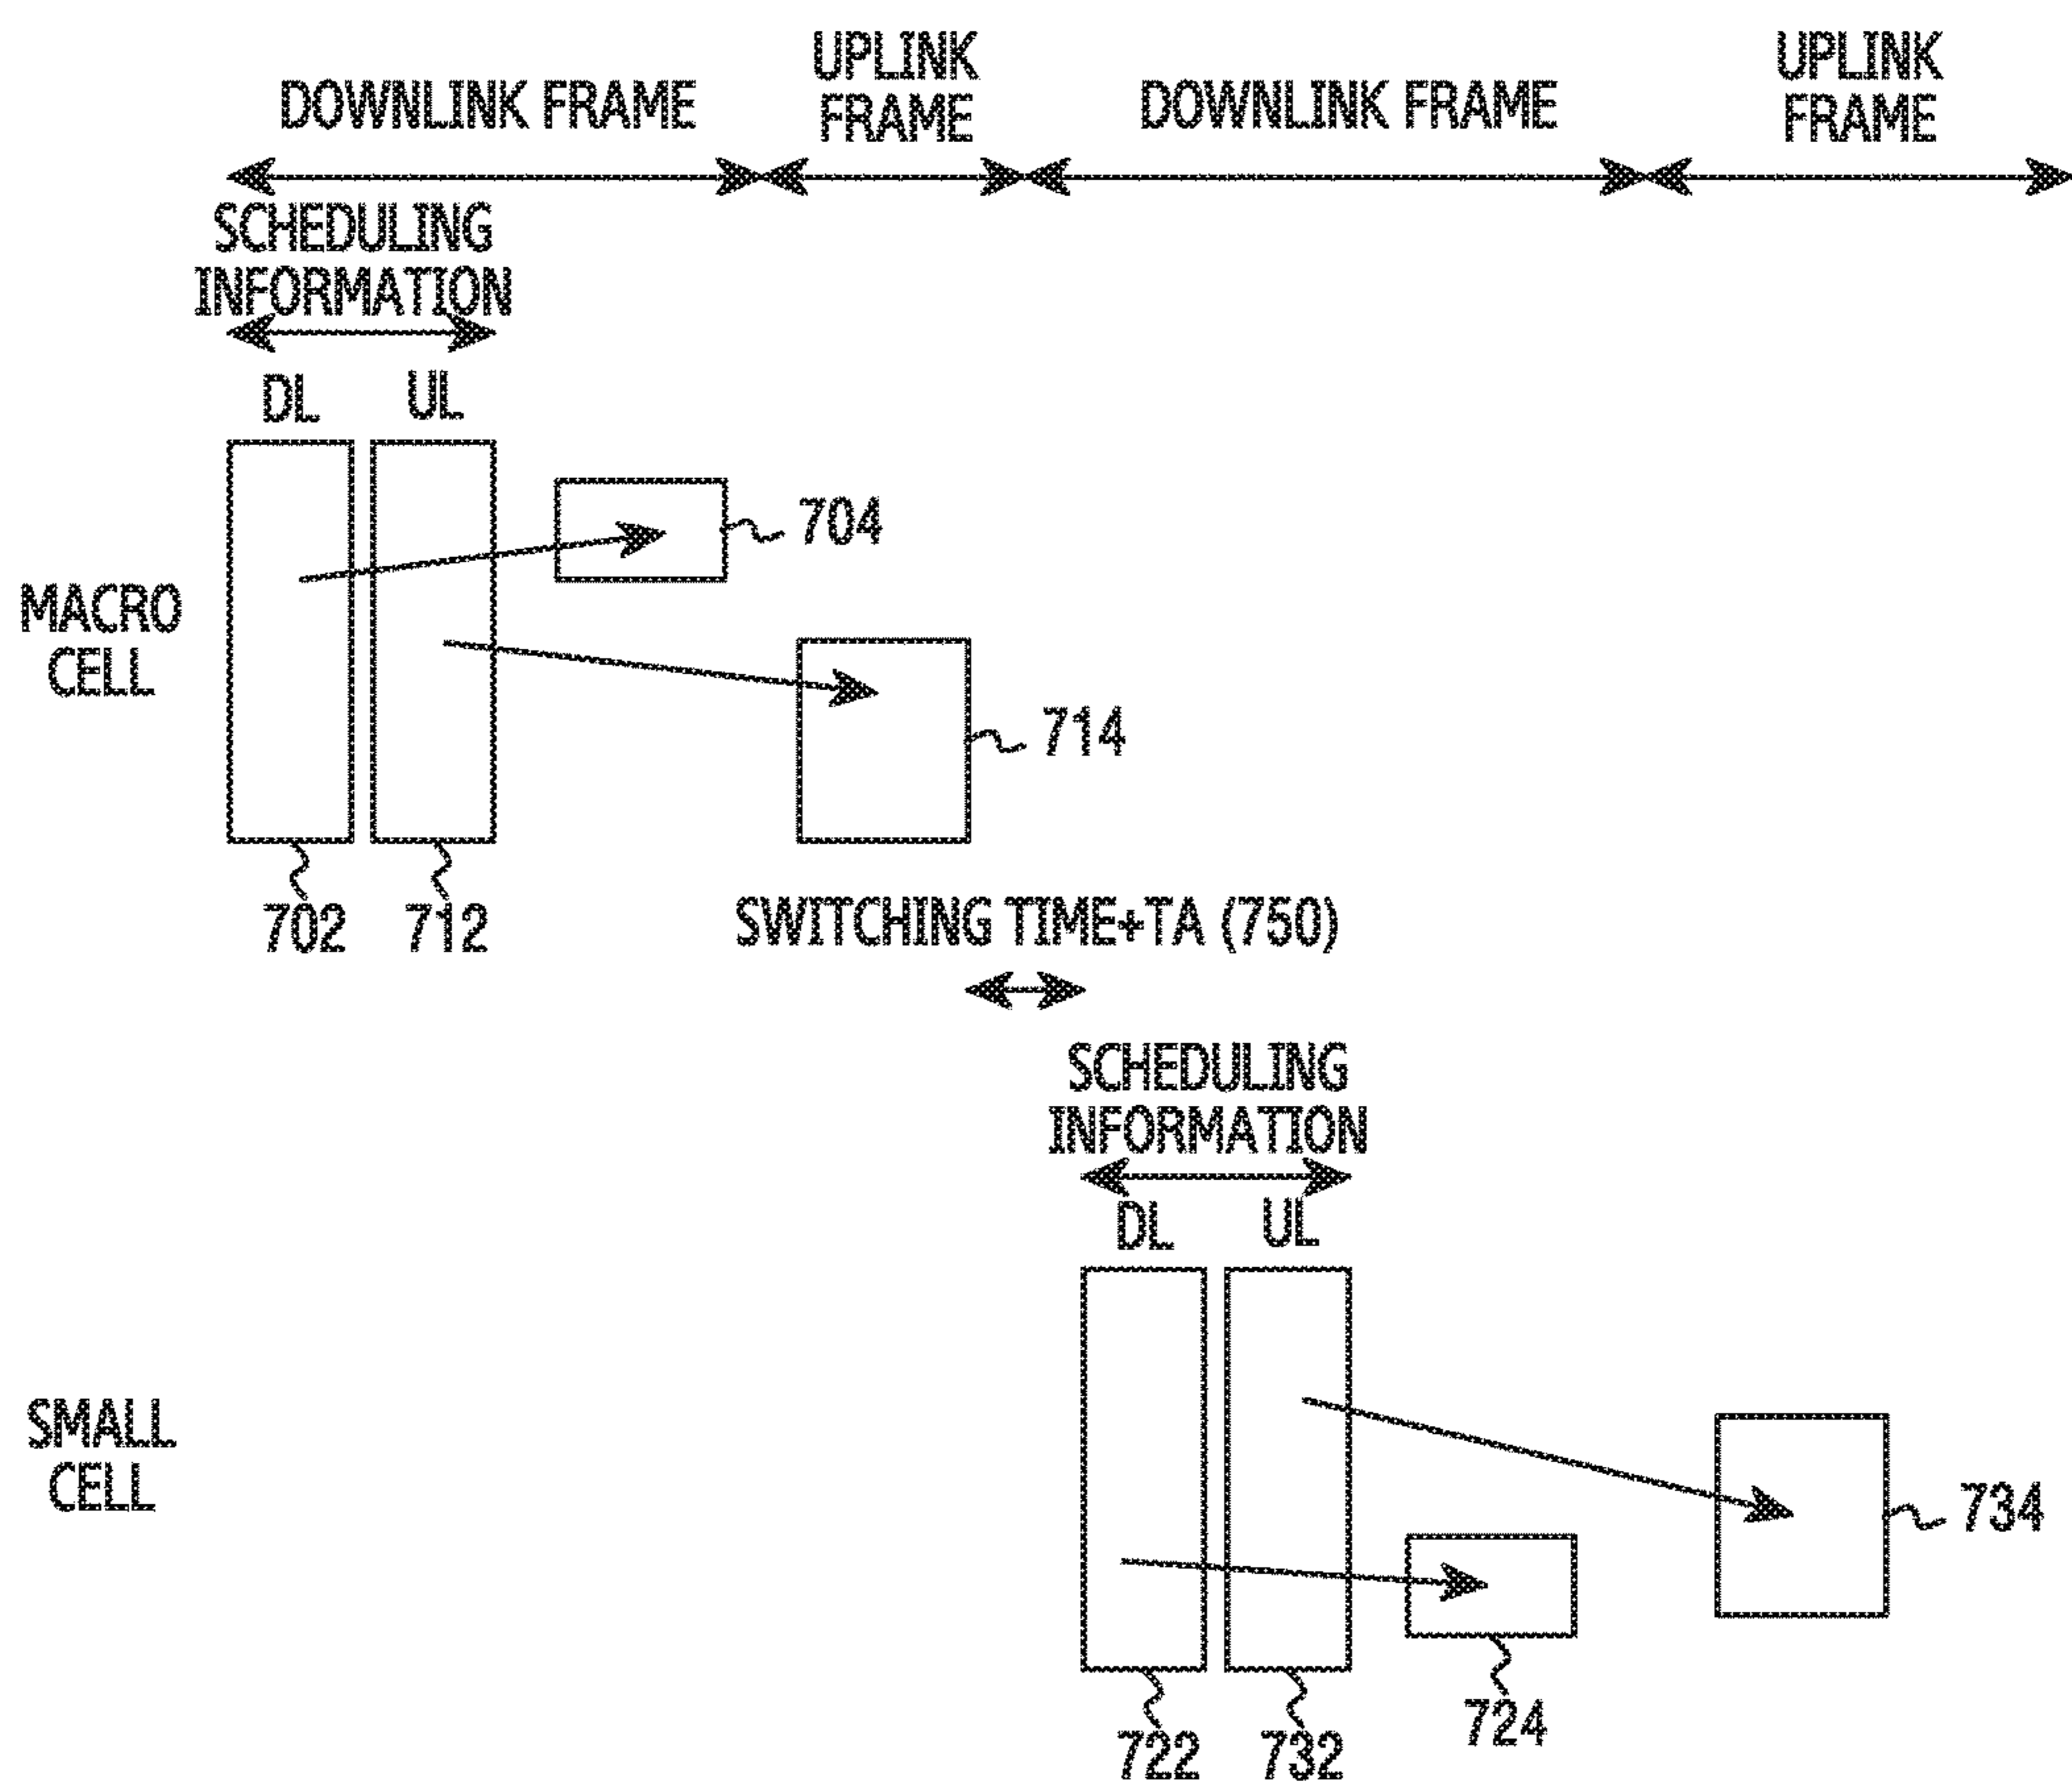 DOWNLINK FRAME
UPLINK
FRAME
DOWNLINK FRAME
UPLINK
FRAME
SCHEDULING
INFORMATION
DL
UL
704
MACRO
CELL
714
702
712
SWITCHING TIME+TA (750)
SCHEDULING
INFORMATION
DL
UL
SMALL
CELL
734
724
722
732